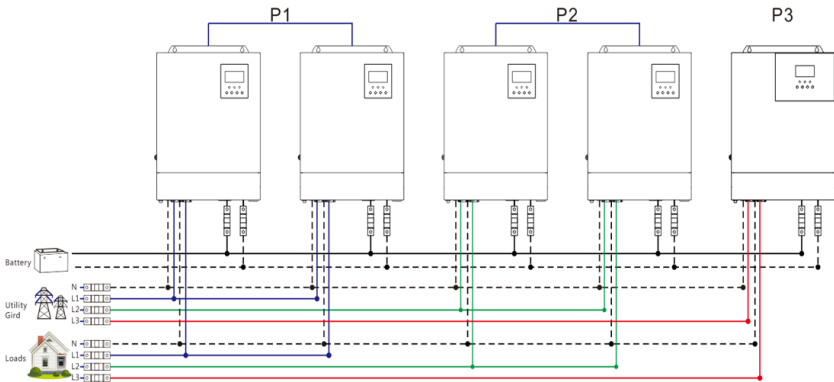 P1 P2 P3
Battery
Utility
Gird
N
L1
L2
L3
Loads
N
L1
L2
L3